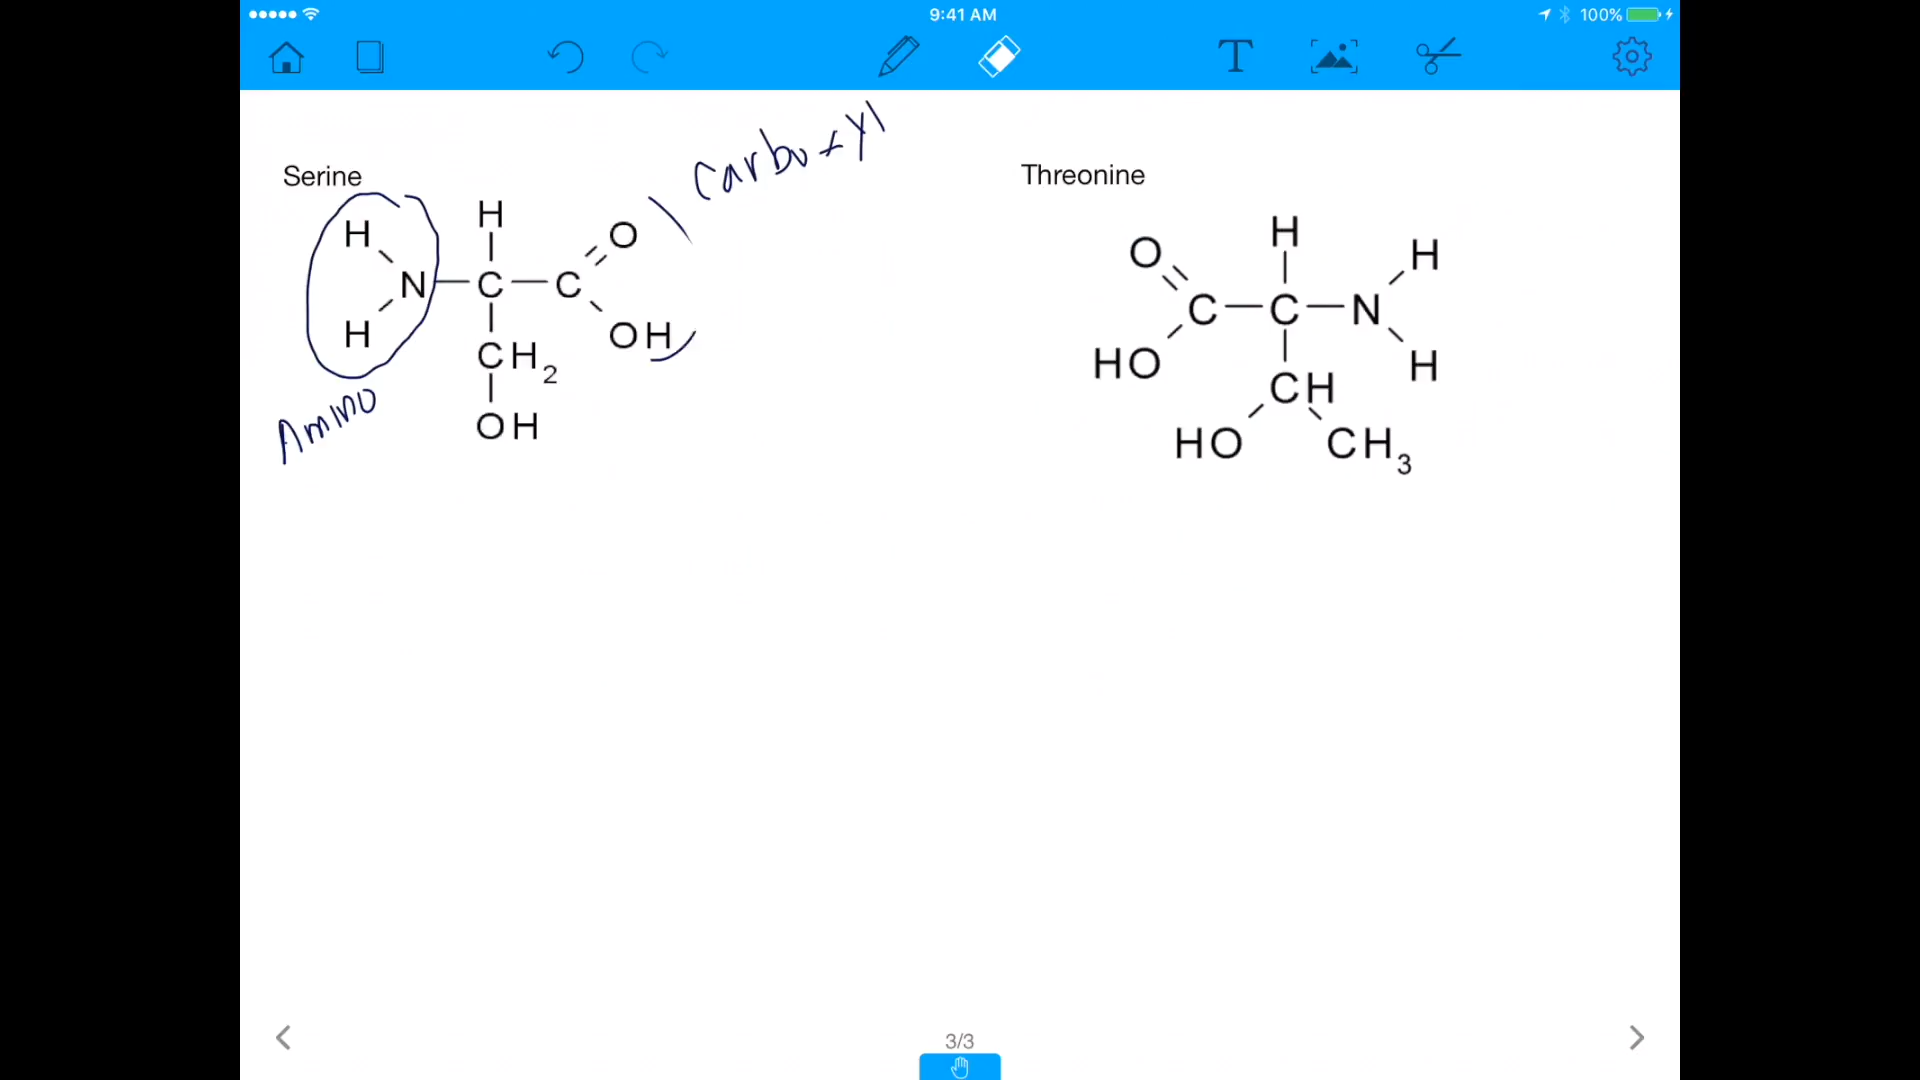 9:41 AM
100%
T
carboxyl
Serine
Threonine
H
H
O
N C C
H
OH
CH2
OH
Amino
H
O
H
C C N
HO
H
CH
HO CH3
3/3